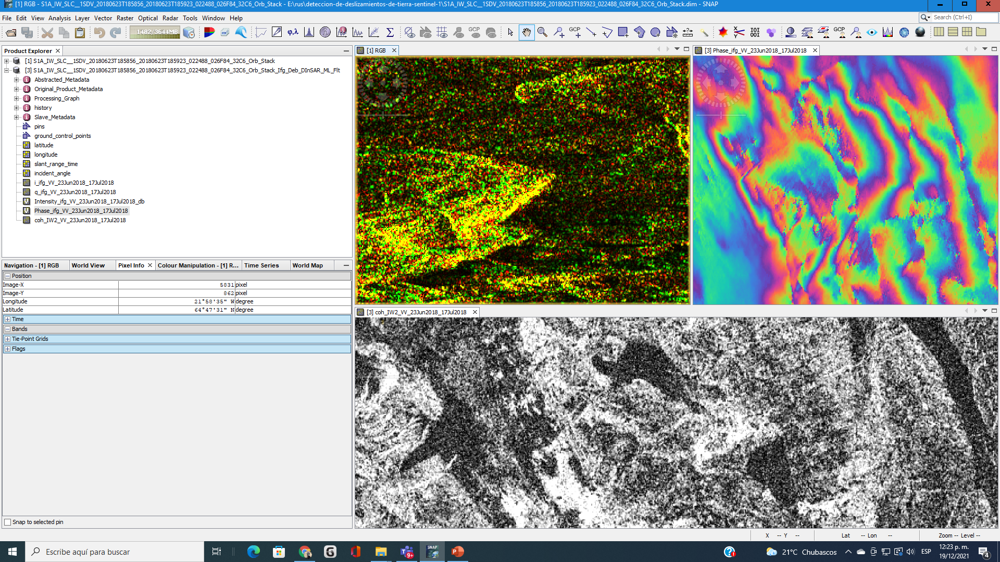 [1] RGB - S1A_IW_SLC__1SDV_20180623T185856_20180623T185923_022488_026F84_32C6_Orb_Stack - E:\rus\deteccion-de-deslizamientos-de-tierra-sentinel-1\S1A_IW_SLC__1SDV_20180623T185856_20180623T185923_022488_026F84_32C6_Orb_Stack.dim - SNAP
File Edit View Analysis Layer Vector Raster Optical Radar Tools Window Help
Search (Ctrl+I)
1482/3644MB
φ,λ
Σ
GCP
GCP
GCP
Product Explorer
[1] S1A_IW_SLC__1SDV_20180623T185856_20180623T185923_022488_026F84_32C6_Orb_Stack
[3] S1A_IW_SLC__1SDV_20180623T185856_20180623T185923_022488_026F84_32C6_Orb_Stack_Ifg_Deb_DInSAR_ML_Flt
Abstracted_Metadata
Original_Product_Metadata
Processing_Graph
history
Slave_Metadata
pins
ground_control_points
latitude
longitude
slant_range_time
incident_angle
i_ifg_VV_23Jun2018_17Jul2018
q_ifg_VV_23Jun2018_17Jul2018
Intensity_ifg_VV_23Jun2018_17Jul2018_db
Phase_ifg_VV_23Jun2018_17Jul2018
coh_IW2_VV_23Jun2018_17Jul2018
Navigation - [1] RGB World View Pixel Info Colour Manipulation - [1] R... Time Series World Map
Position
Image-X 5831 pixel
Image-Y 862 pixel
Longitude 21°58'35" W degree
Latitude 64°47'31" N degree
Time
Bands
Tie-Point Grids
Flags
Snap to selected pin
[1] RGB
[3] Phase_ifg_VV_23Jun2018_17Jul2018
[3] coh_IW2_VV_23Jun2018_17Jul2018
X -- Y -- Lat -- Lon -- Zoom -- Level --
Escribe aquí para buscar
9+
SNAP
21°C Chubascos
ESP
12:23 p. m.
19/12/2021
4